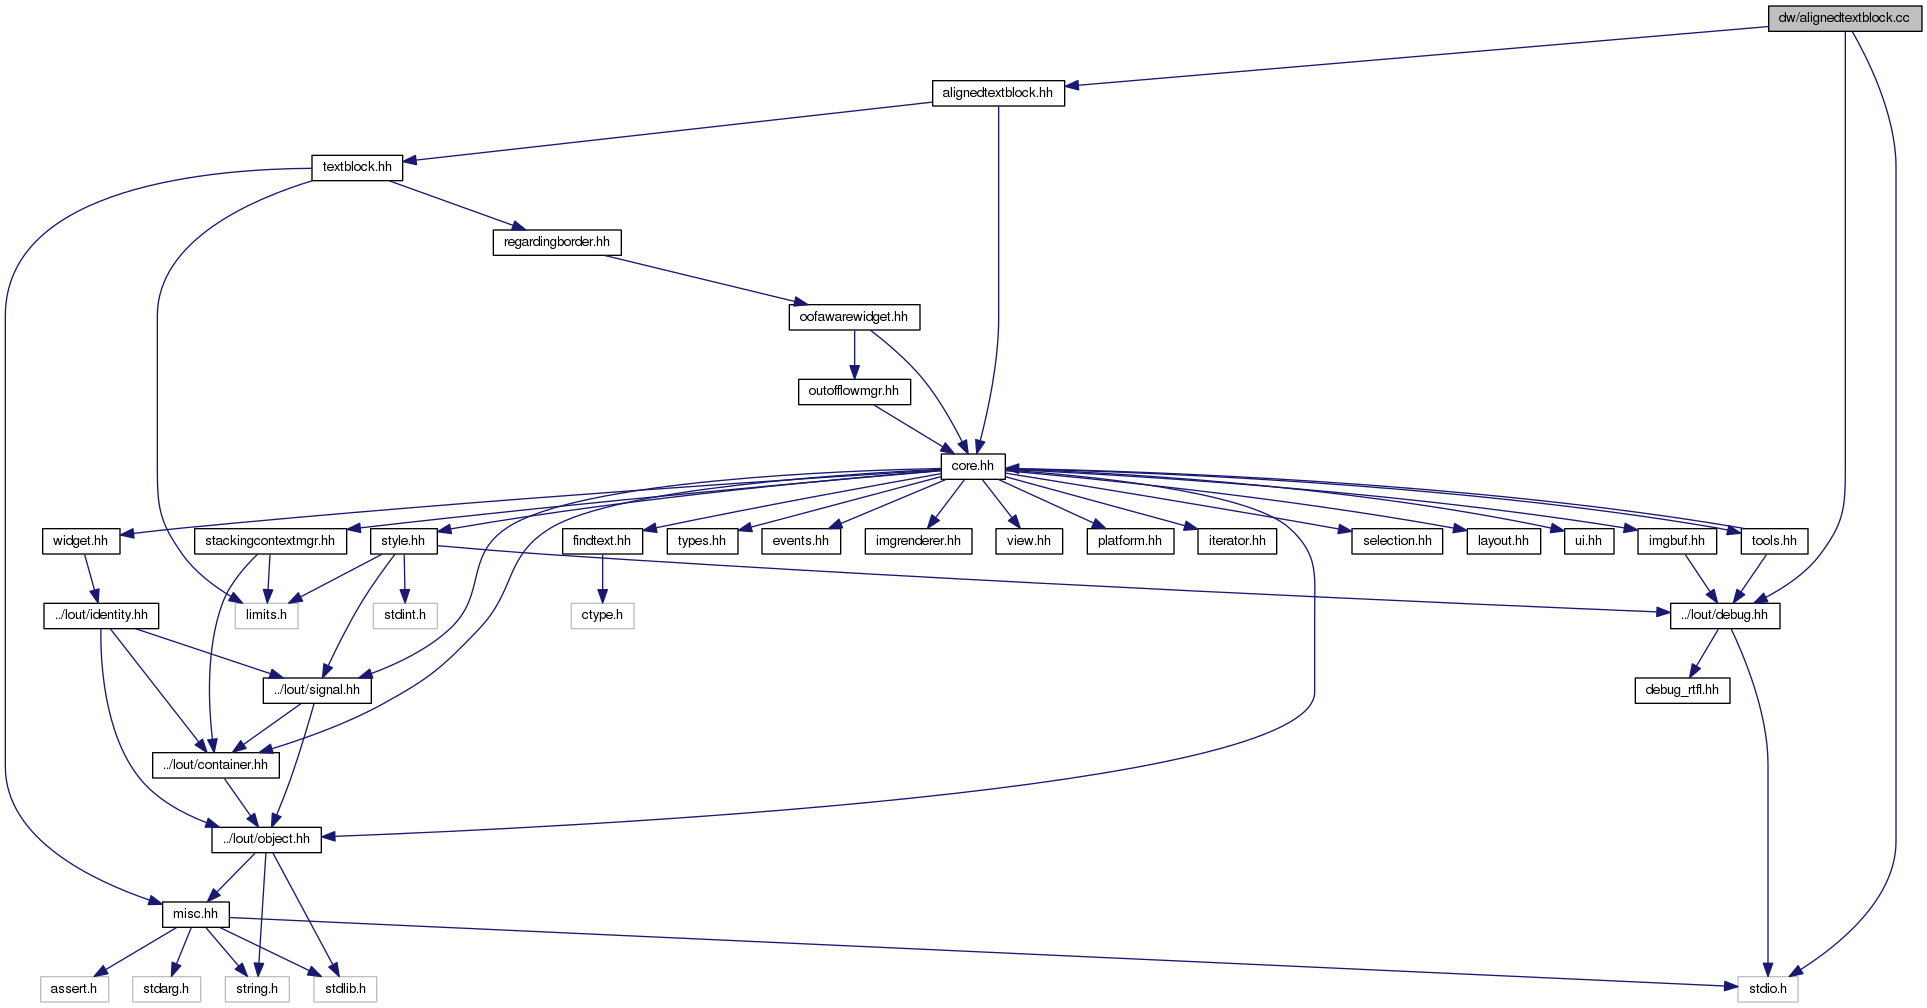 dw/alignedtextblock.cc
alignedtextblock.hh
textblock.hh
regardingborder.hh
oofawarewidget.hh
outofflowmgr.hh
core.hh
widget.hh
stackingcontextmgr.hh
style.hh
findtext.hh
types.hh
events.hh
imgrenderer.hh
view.hh
platform.hh
iterator.hh
selection.hh
layout.hh
ui.hh
imgbuf.hh
tools.hh
../lout/identity.hh
limits.h
stdint.h
ctype.h
../lout/debug.hh
../lout/signal.hh
debug_rtfl.hh
../lout/container.hh
../lout/object.hh
misc.hh
assert.h
stdarg.h
string.h
stdlib.h
stdio.h